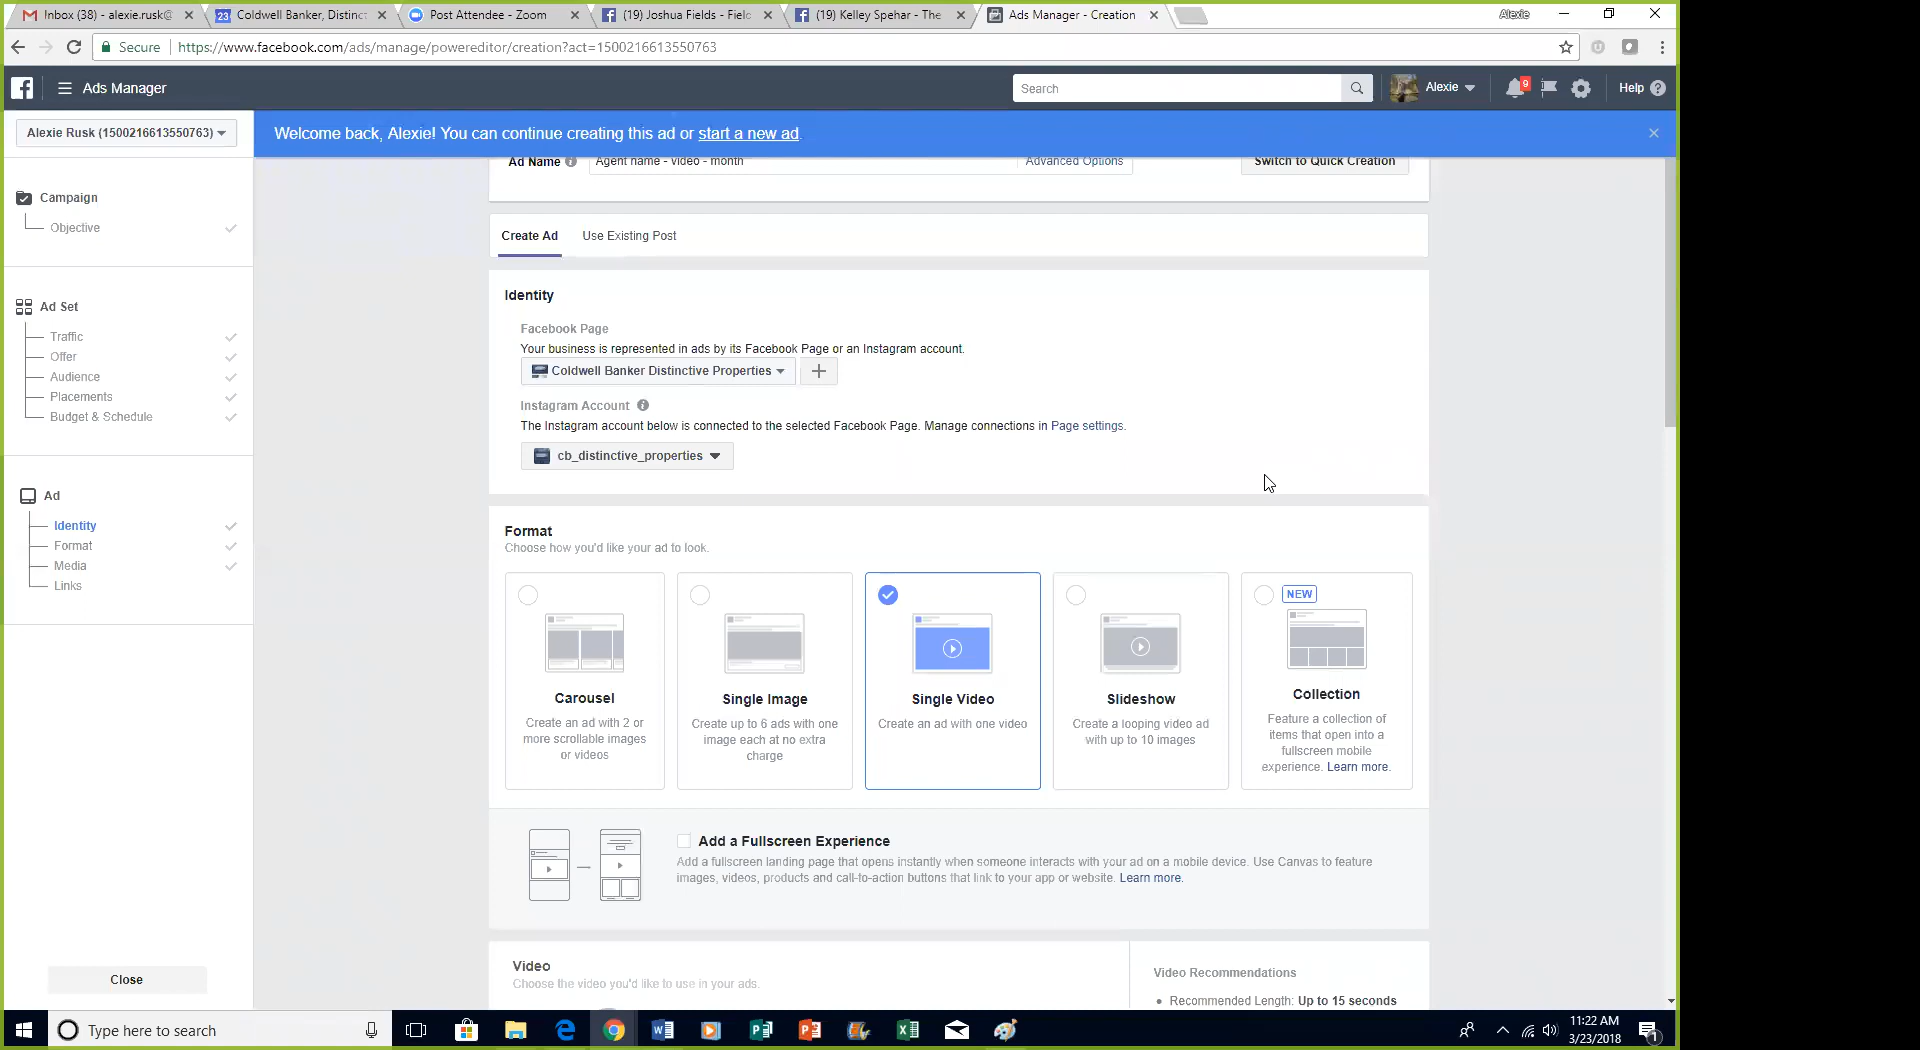 Inbox (38) - alexie.rusk@
Coldwell Banker, Distinct
Post Attendee - Zoom
(19) Joshua Fields - Field
(19) Kelley Spehar - The
Ads Manager - Creation
Alexie
Secure
https://www.facebook.com/ads/manage/powereditor/creation?act=1500216613550763
Ads Manager
Search
Alexie
9
Help
Alexie Rusk (1500216613550763)
Welcome back, Alexie! You can continue creating this ad or start a new ad.
Ad Name
Agent name - video - month
Advanced Options
Switch to Quick Creation
Campaign
Objective
Ad Set
Traffic
Offer
Audience
Placements
Budget & Schedule
Ad
Identity
Format
Media
Links
Close
Create Ad
Use Existing Post
Identity
Facebook Page
Your business is represented in ads by its Facebook Page or an Instagram account.
Coldwell Banker Distinctive Properties
Instagram Account
The Instagram account below is connected to the selected Facebook Page. Manage connections in Page settings.
cb_distinctive_properties
Format
Choose how you'd like your ad to look.
Carousel
Create an ad with 2 or
more scrollable images
or videos
Single Image
Create up to 6 ads with one
image each at no extra
charge
Single Video
Create an ad with one video
Slideshow
Create a looping video ad
with up to 10 images
NEW
Collection
Feature a collection of
items that open into a
fullscreen mobile
experience. Learn more.
Add a Fullscreen Experience
Add a fullscreen landing page that opens instantly when someone interacts with your ad on a mobile device. Use Canvas to feature
images, videos, products and call-to-action buttons that link to your app or website. Learn more.
Video
Choose the video you'd like to use in your ads.
Video Recommendations
• Recommended Length: Up to 15 seconds
Type here to search
11:22 AM
3/23/2018
1